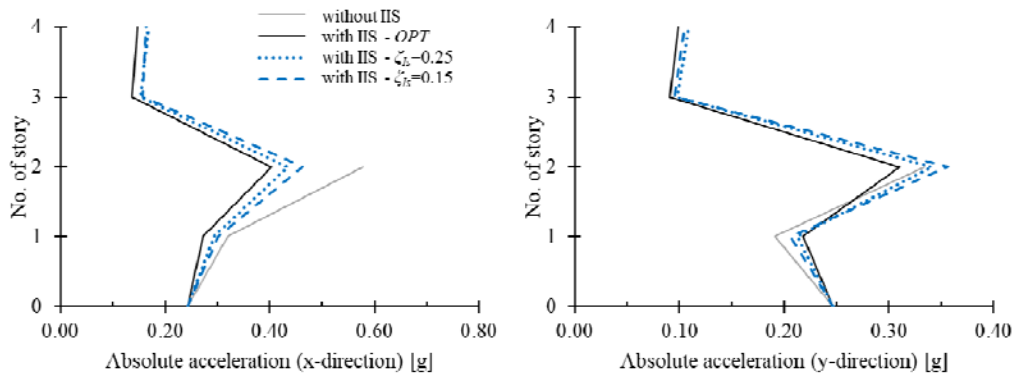 without IIS
with IIS - OPT
with IIS - ζIs=0.25
with IIS - ζIs=0.15
4
3
2
1
0
No. of story
0.00 0.20 0.40 0.60 0.80
Absolute acceleration (x-direction) [g]
4
3
2
1
0
No. of story
0.00 0.10 0.20 0.30 0.40
Absolute acceleration (y-direction) [g]